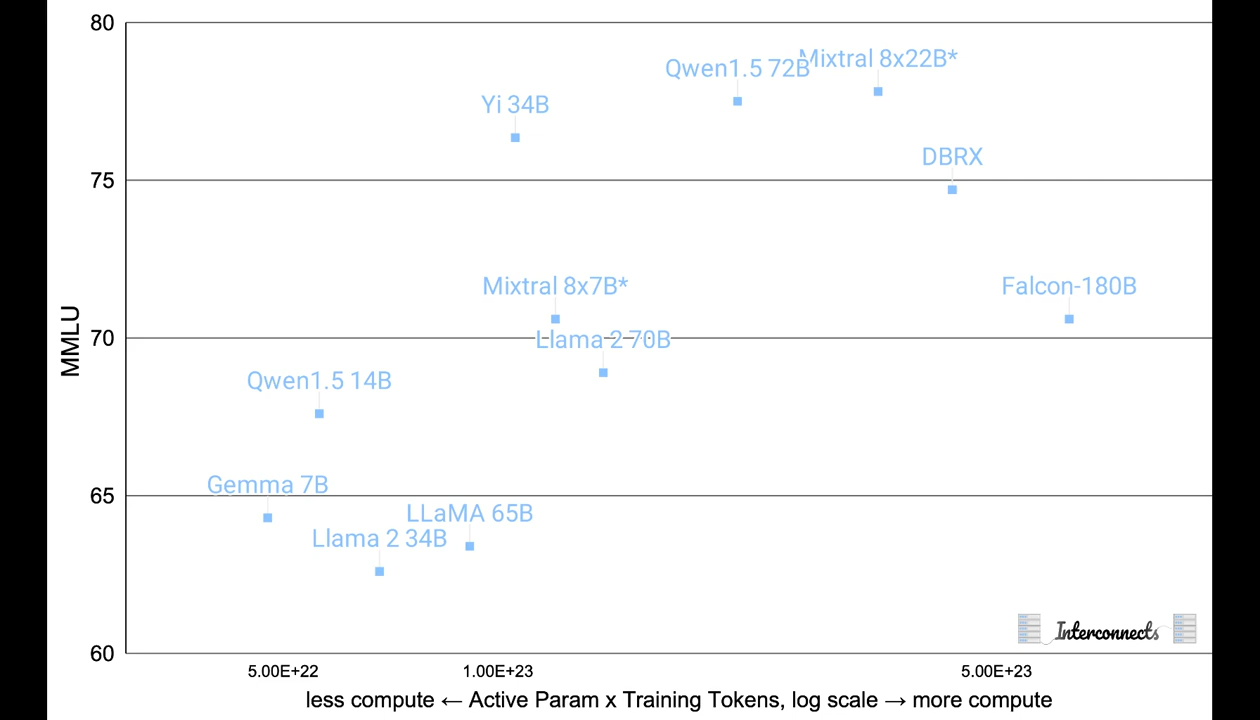 80
Mixtral 8x22B*
Qwen1.5 72B
Yi 34B
DBRX
75
Mixtral 8x7B*
Falcon-180B
70
Llama 2 70B
MMLU
Qwen1.5 14B
Gemma 7B
65
LLaMA 65B
Llama 2 34B
Interconnects
60
5.00E+22
1.00E+23
5.00E+23
less compute ← Active Param x Training Tokens, log scale → more compute